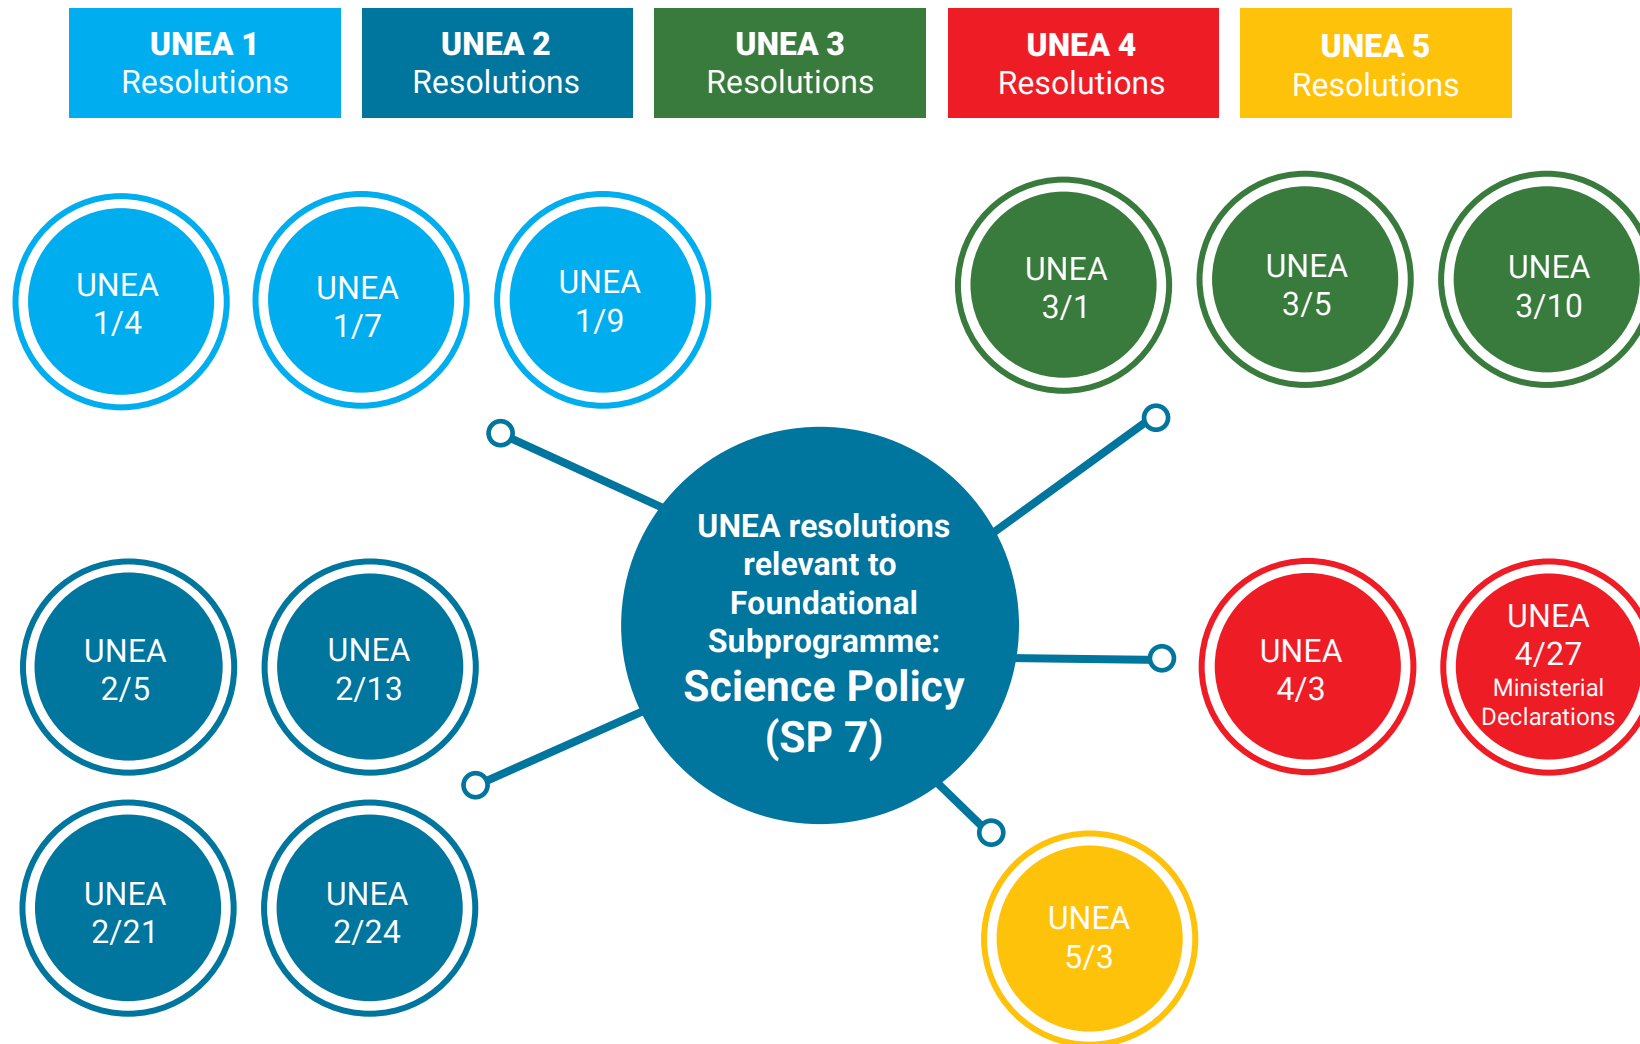 UNEA 1
Resolutions
UNEA 2
Resolutions
UNEA 3
Resolutions
UNEA 4
Resolutions
UNEA 5
Resolutions
UNEA
1/4
UNEA
1/7
UNEA
1/9
UNEA
3/1
UNEA
3/5
UNEA
3/10
UNEA resolutions
relevant to
Foundational
Subprogramme:
Science Policy
(SP 7)
UNEA
2/5
UNEA
2/13
UNEA
4/3
UNEA
4/27
Ministerial
Declarations
UNEA
2/21
UNEA
2/24
UNEA
5/3